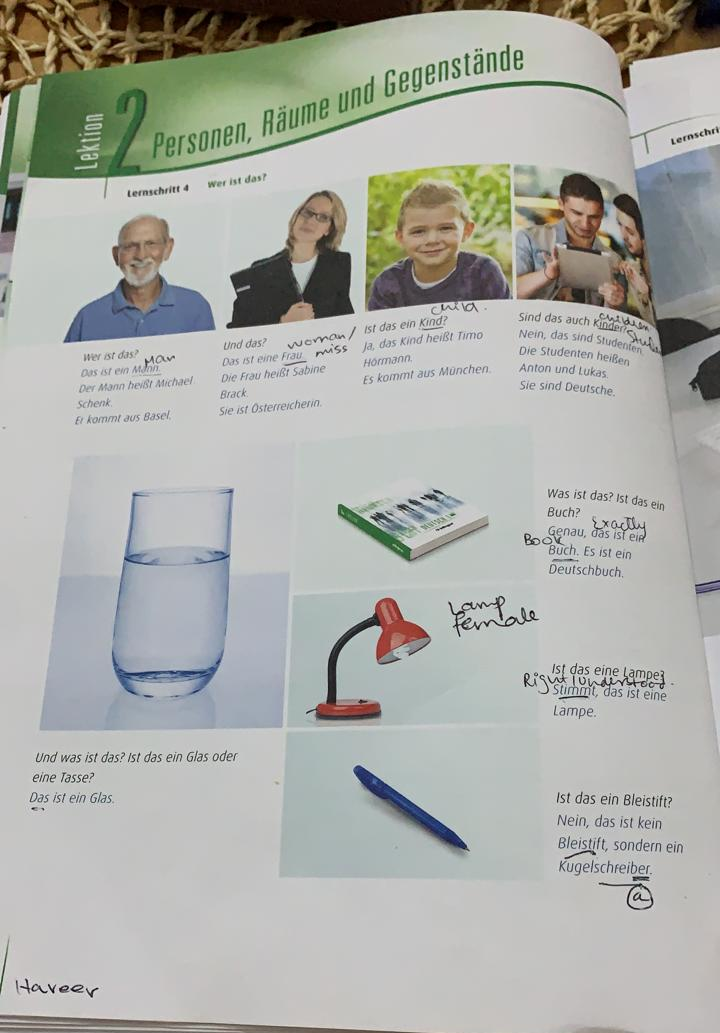 Lektion
2
Personen, Räume und Gegenstände
Lernschritt 4 Wer ist das?
Lernschri
Wer ist das?
Man
Das ist ein Mann.
Der Mann heißt Michael
Schenk.
Er kommt aus Basel.
Und das?
woman/
miss
Das ist eine Frau.
Die Frau heißt Sabine
Brack.
Sie ist Österreicherin.
child.
Ist das ein Kind?
Ja, das Kind heißt Timo
Hörmann.
Es kommt aus München.
children
Sind das auch Kinder?
Nein, das sind Studenten.
Die Studenten heißen
Anton und Lukas.
Sie sind Deutsche.
Was ist das? Ist das ein
Buch?
Exactly
Genau, das ist ein
Book
Buch. Es ist ein
Deutschbuch.
Lamp
Female
Ist das eine Lampe?
Right/understood.
Stimmt, das ist eine
Lampe.
Und was ist das? Ist das ein Glas oder
eine Tasse?
Das ist ein Glas.
Ist das ein Bleistift?
Nein, das ist kein
Bleistift, sondern ein
Kugelschreiber.
a
Haveer